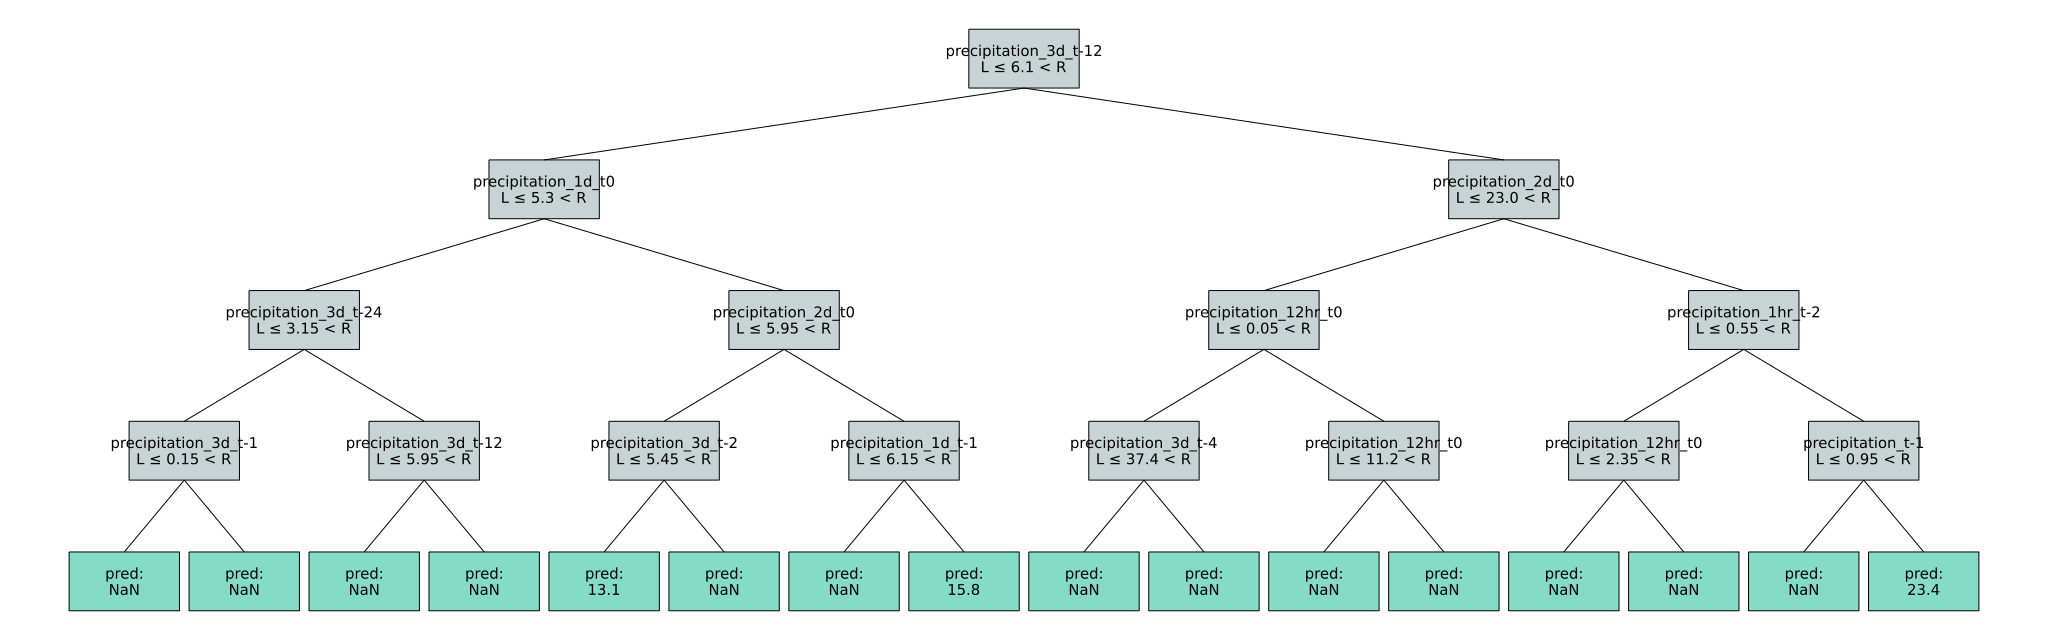 precipitation_3d_t-12
L ≤ 6.1 < R
precipitation_1d_t0
L ≤ 5.3 < R
precipitation_2d_t0
L ≤ 23.0 < R
precipitation_3d_t-24
L ≤ 3.15 < R
precipitation_2d_t0
L ≤ 5.95 < R
precipitation_12hr_t0
L ≤ 0.05 < R
precipitation_1hr_t-2
L ≤ 0.55 < R
precipitation_3d_t-1
L ≤ 0.15 < R
precipitation_3d_t-12
L ≤ 5.95 < R
precipitation_3d_t-2
L ≤ 5.45 < R
precipitation_1d_t-1
L ≤ 6.15 < R
precipitation_3d_t-4
L ≤ 37.4 < R
precipitation_12hr_t0
L ≤ 11.2 < R
precipitation_12hr_t0
L ≤ 2.35 < R
precipitation_t-1
L ≤ 0.95 < R
pred:
NaN
pred:
NaN
pred:
NaN
pred:
NaN
pred:
13.1
pred:
NaN
pred:
NaN
pred:
15.8
pred:
NaN
pred:
NaN
pred:
NaN
pred:
NaN
pred:
NaN
pred:
NaN
pred:
NaN
pred:
23.4